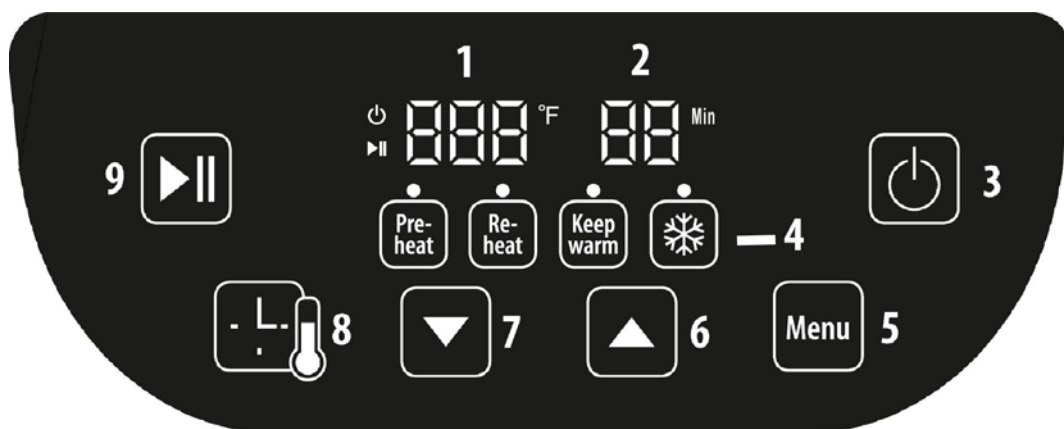 1 2
888 °F 88 Min
9 3
Pre-
heat
Re-
heat
Keep
warm
4
8 7 6 Menu 5